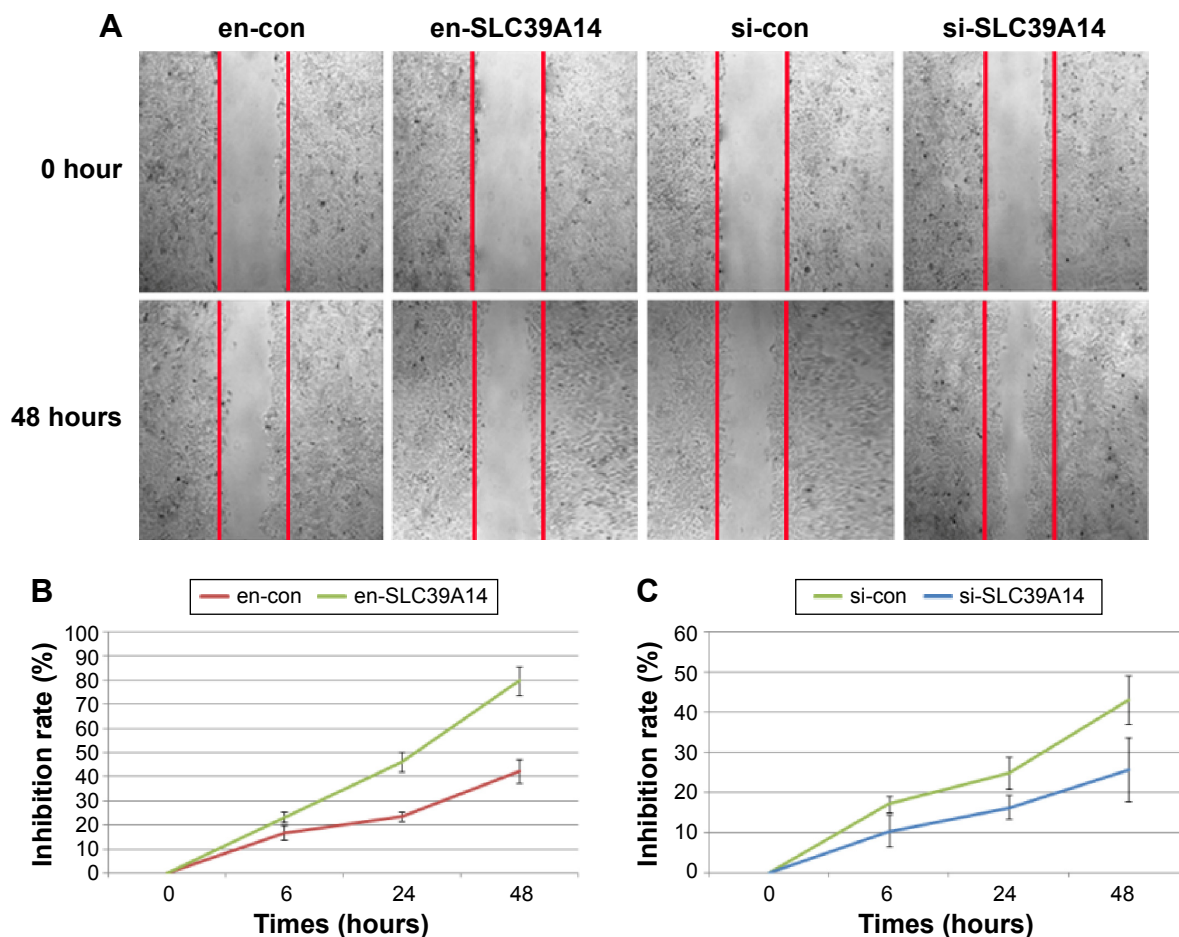 A
en-con
en-SLC39A14
si-con
si-SLC39A14
0 hour
48 hours
B
en-con
en-SLC39A14
Inhibition rate (%)
100
90
80
70
60
50
40
30
20
10
0
0
6
24
48
Times (hours)
C
si-con
si-SLC39A14
Inhibition rate (%)
60
50
40
30
20
10
0
0
6
24
48
Times (hours)